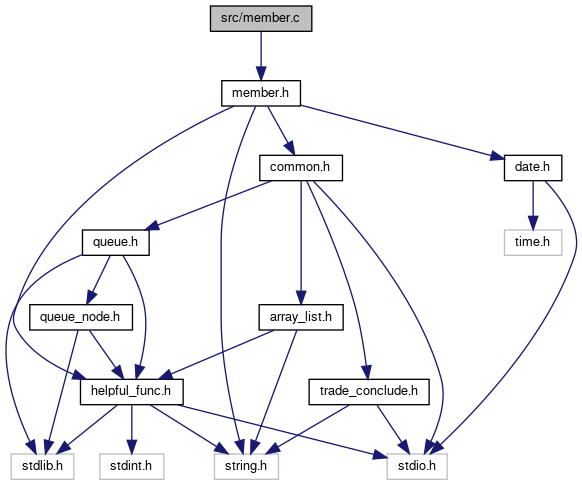 src/member.c
member.h
common.h
date.h
queue.h
time.h
queue_node.h
array_list.h
helpful_func.h
trade_conclude.h
stdlib.h
stdint.h
string.h
stdio.h